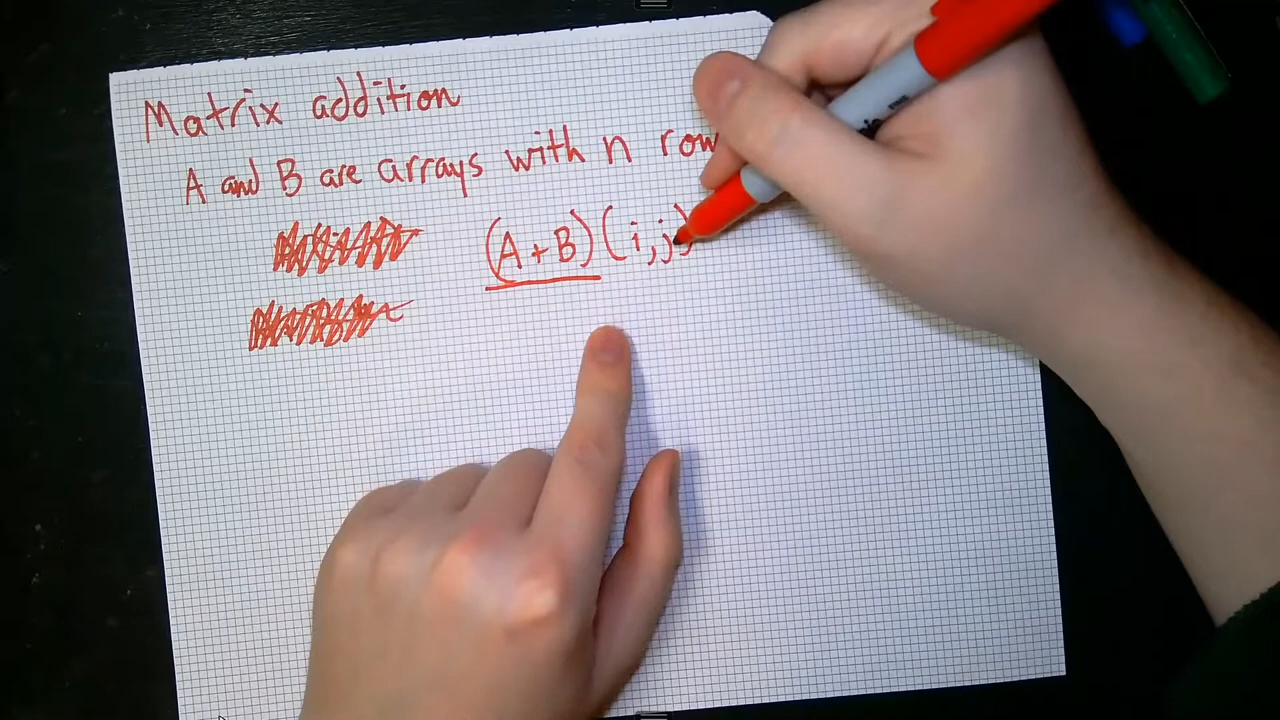 Matrix addition
A and B are arrays with n row
(A+B)(i,j)